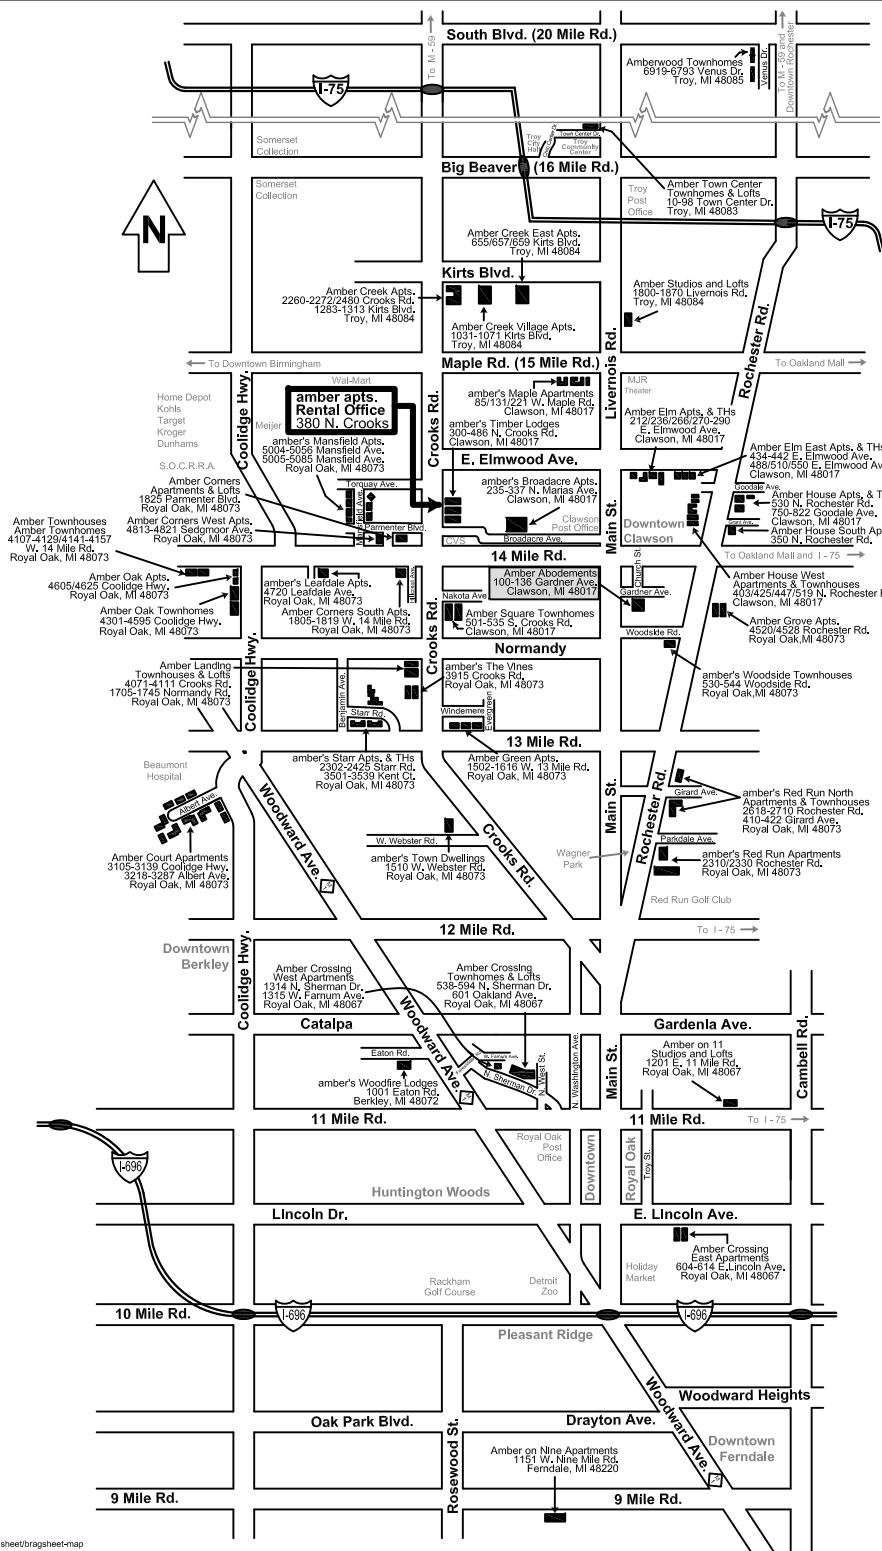 South Blvd. (20 Mile Rd.)
To M - 59
To M - 59 and
Downtown Rochester
Amberwood Townhomes
6919-6793 Venus Dr.
Troy, MI 48085
Venus Dr.
I-75
Somerset
Collection
Troy
City
Hall
Town Center Dr.
Troy
Community
Center
Big Beaver (16 Mile Rd.)
Somerset
Collection
Troy
Post
Office
Amber Town Center
Townhomes & Lofts
10-98 Town Center Dr.
Troy, MI 48083
N
I-75
Amber Creek East Apts.
655/657/659 Kirts Blvd.
Troy, MI 48084
Kirts Blvd.
Amber Creek Apts.
2260-2272/2480 Crooks Rd.
1283-1313 Kirts Blvd.
Troy, MI 48084
Amber Creek Village Apts.
1031-1071 Kirts Blvd.
Troy, MI 48084
Amber Studios and Lofts
1800-1870 Livernois Rd.
Troy, MI 48084
Livernois Rd.
Rochester Rd.
To Downtown Birmingham
Maple Rd. (15 Mile Rd.)
To Oakland Mall
Coolidge Hwy.
Wal-Mart
amber apts.
Rental Office
380 N. Crooks
Crooks Rd.
Home Depot
Kohls
Target
Kroger
Dunhams
Meijer
S.O.C.R.R.A.
amber's Maple Apartments
85/131/221 W. Maple Rd.
Clawson, MI 48017
MJR
Theater
amber's Timber Lodges
300-486 N. Crooks Rd.
Clawson, MI 48017
Amber Elm Apts. & THs
212/236/266/270-290
E. Elmwood Ave.
Clawson, MI 48017
amber's Mansfield Apts.
5004-5056 Mansfield Ave.
5005-5085 Mansfield Ave.
Royal Oak, MI 48073
E. Elmwood Ave.
Amber Elm East Apts. & THs
434-442 E. Elmwood Ave.
488/510/550 E. Elmwood Av
Clawson, MI 48017
Torquay Ave.
Mansfield Ave.
Amber Corners
Apartments & Lofts
1825 Parmenter Blvd.
Royal Oak, MI 48073
amber's Broadacre Apts.
235-337 N. Marias Ave.
Clawson, MI 48017
Goodale Ave.
Amber House Apts, & T
530 N. Rochester Rd.
750-822 Goodale Ave.
Clawson, MI 48017
Grant Ave.
Amber House South Ap
350 N. Rochester Rd.
Clawson
Post Office
Downtown
Clawson
Amber Townhouses
Amber Townhomes
4107-4129/4141-4157
W. 14 Mile Rd.
Royal Oak, MI 48073
Amber Corners West Apts.
4813-4821 Sedgmoor Ave.
Royal Oak, MI 48073
Parmenter Blvd.
CVS
Broadacre Ave.
Main St.
14 Mile Rd.
To Oakland Mall and I - 75
Amber Oak Apts.
4605/4625 Coolidge Hwy.
Royal Oak, MI 48073
amber's Leafdale Apts.
4720 Leafdale Ave.
Royal Oak, MI 48073
Amber Abodements
100-136 Gardner Ave.
Clawson, MI 48017
Church St.
Gardner Ave.
Amber House West
Apartments & Townhouses
403/425/447/519 N. Rochester R
Clawson, MI 48017
Nakota Ave
Amber Oak Townhomes
4301-4595 Coolidge Hwy.
Royal Oak, MI 48073
Amber Corners South Apts.
1805-1819 W. 14 Mile Rd.
Royal Oak, MI 48073
Crooks Rd.
Amber Square Townhomes
501-535 S. Crooks Rd.
Clawson, MI 48017
Woodside Rd.
Amber Grove Apts.
4520/4528 Rochester Rd.
Royal Oak,MI 48073
Coolidge Hwy.
Normandy
Amber Landing
Townhouses & Lofts
4071-4111 Crooks Rd.
1705-1745 Normandy Rd.
Royal Oak, MI 48073
amber's The Vines
3915 Crooks Rd.
Royal Oak, MI 48073
amber's Woodside Townhouses
530-544 Woodside Rd.
Royal Oak,MI 48073
Benjamin Ave.
Starr Rd.
Windemere
Evergreen
13 Mile Rd.
Beaumont
Hospital
amber's Starr Apts. & THs
2302-2425 Starr Rd.
3501-3539 Kent Ct.
Royal Oak, MI 48073
Amber Green Apts.
1502-1616 W. 13 Mile Rd.
Royal Oak, MI 48073
Main St.
Rochester Rd.
Girard Ave.
amber's Red Run North
Apartments & Townhouses
2618-2710 Rochester Rd.
410-422 Girard Ave.
Royal Oak, MI 48073
Albert Ave.
Woodward Ave.
Crooks Rd.
W. Webster Rd.
Parkdale Ave.
Amber Court Apartments
3105-3139 Coolidge Hwy.
3218-3287 Albert Ave.
Royal Oak, MI 48073
amber's Town Dwellings
1510 W. Webster Rd.
Royal Oak, MI 48073
Wagner
Park
amber's Red Run Apartments
2310/2330 Rochester Rd.
Royal Oak, MI 48073
Red Run Golf Club
12 Mile Rd.
To I - 75
Downtown
Berkley
Coolidge Hwy.
Amber Crossing
West Apartments
1314 N. Sherman Dr.
1315 W. Farnum Ave.
Royal Oak, MI 48067
Amber Crossing
Townhomes & Lofts
538-594 N. Sherman Dr.
601 Oakland Ave.
Royal Oak, MI 48067
Woodward Ave.
Catalpa
Gardenia Ave.
Cambell Rd.
Eaton Rd.
W. Farnum Ave.
N. Sherman Dr.
N. West St.
N. Washington Ave.
Main St.
Amber on 11
Studios and Lofts
1201 E. 11 Mile Rd.
Royal Oak, MI 48067
amber's Woodfire Lodges
1001 Eaton Rd.
Berkley, MI 48072
11 Mile Rd.
11 Mile Rd.
To I - 75
I-696
Royal Oak
Post
Office
Downtown
Royal Oak
Troy St.
Huntington Woods
Lincoln Dr.
E. Lincoln Ave.
Amber Crossing
East Apartments
604-614 E.Lincoln Ave.
Royal Oak, MI 48067
Rackham
Golf Course
Detroit
Zoo
Holiday
Market
10 Mile Rd.
I-696
I-696
Pleasant Ridge
Woodward Ave.
Woodward Heights
Oak Park Blvd.
Drayton Ave.
Rosewood St.
Downtown
Ferndale
Amber on Nine Apartments
1151 W. Nine Mile Rd.
Ferndale, MI 48220
9 Mile Rd.
9 Mile Rd.
sheet/bragsheet-map